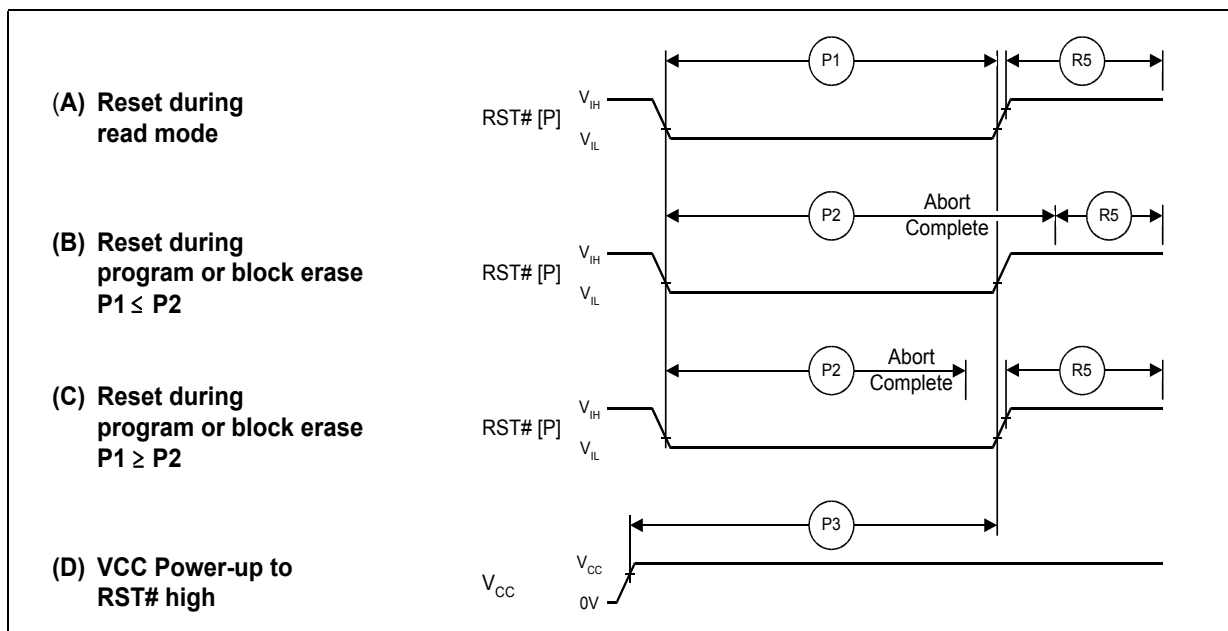 P1
R5
(A) Reset during
read mode
RST# [P]
VIH
VIL
P2
Abort
Complete
R5
(B) Reset during
program or block erase
P1 ≤ P2
RST# [P]
VIH
VIL
P2
Abort
Complete
R5
(C) Reset during
program or block erase
P1 ≥ P2
RST# [P]
VIH
VIL
P3
(D) VCC Power-up to
RST# high
VCC
VCC
0V